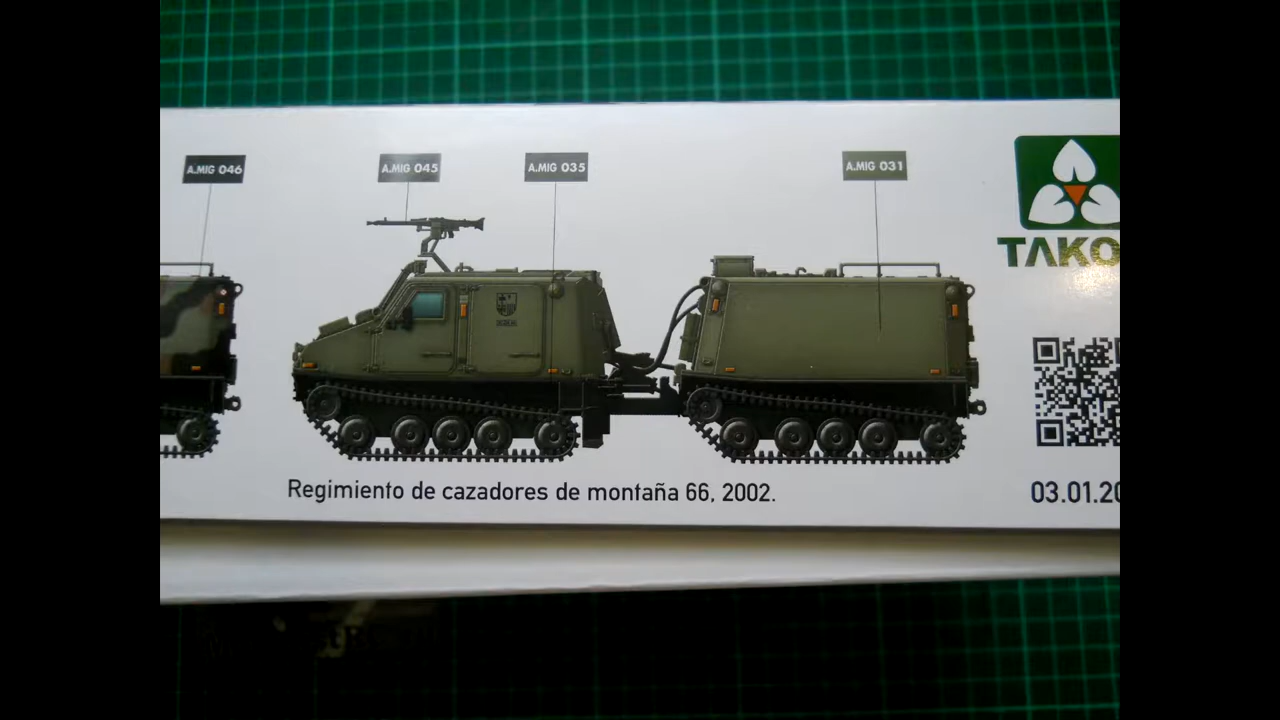 A.MIG 046
A.MIG 045
A.MIG 035
A.MIG 031
TAKO
Regimiento de cazadores de montaña 66, 2002.
03.01.20